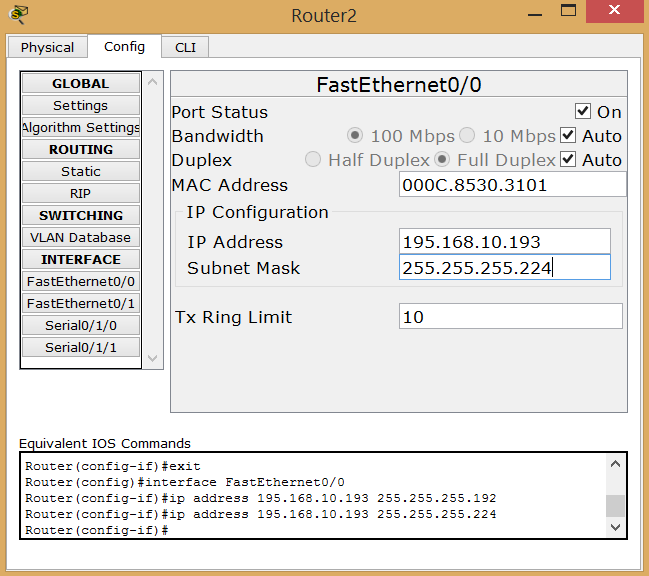 Router2
Physical Config CLI
GLOBAL
Settings
Algorithm Settings
ROUTING
Static
RIP
SWITCHING
VLAN Database
INTERFACE
FastEthernet0/0
FastEthernet0/1
Serial0/1/0
Serial0/1/1
FastEthernet0/0
Port Status On
Bandwidth 100 Mbps 10 Mbps Auto
Duplex Half Duplex Full Duplex Auto
MAC Address 000C.8530.3101
IP Configuration
IP Address 195.168.10.193
Subnet Mask 255.255.255.224
Tx Ring Limit 10
Equivalent IOS Commands
Router(config-if)#exit
Router(config)#interface FastEthernet0/0
Router(config-if)#ip address 195.168.10.193 255.255.255.192
Router(config-if)#ip address 195.168.10.193 255.255.255.224
Router(config-if)#